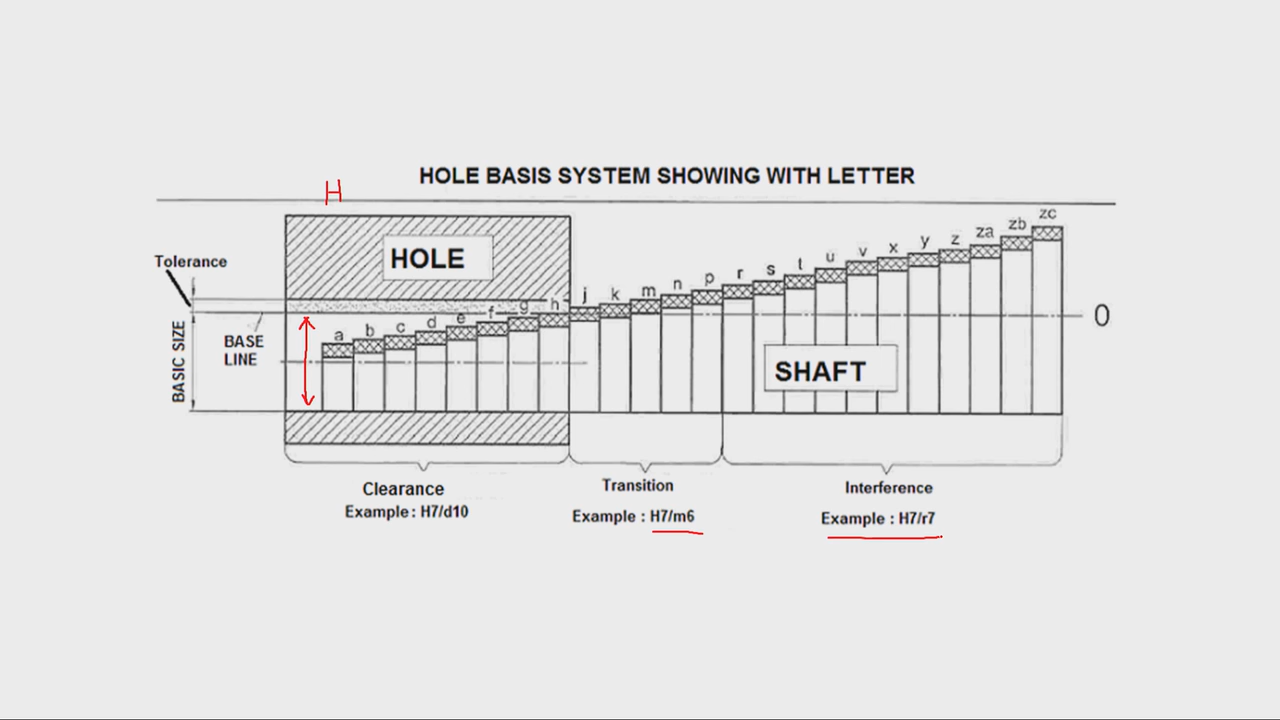 HOLE BASIS SYSTEM SHOWING WITH LETTER
H
HOLE
Tolerance
BASE
LINE
BASIC SIZE
a b c d e f g h j k m n p r s t u v x y z za zb zc
0
SHAFT
Clearance
Example : H7/d10
Transition
Example : H7/m6
Interference
Example : H7/r7